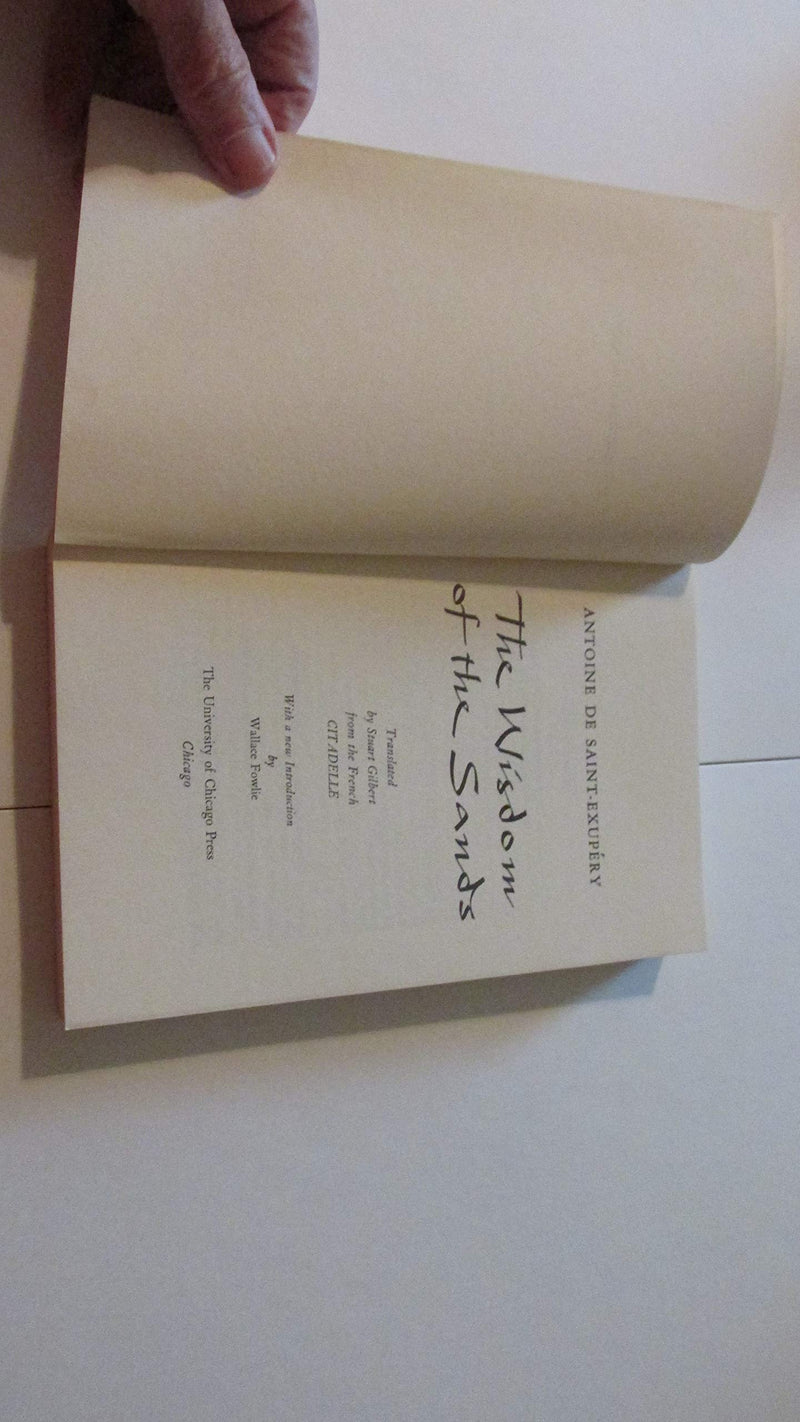 ANTOINE DE SAINT-EXUPÉRY
The Wisdom
of the Sands
Translated
by Stuart Gilbert
from the French
CITADELLE
With a new Introduction
by
Wallace Fowlie
The University of Chicago Press
Chicago